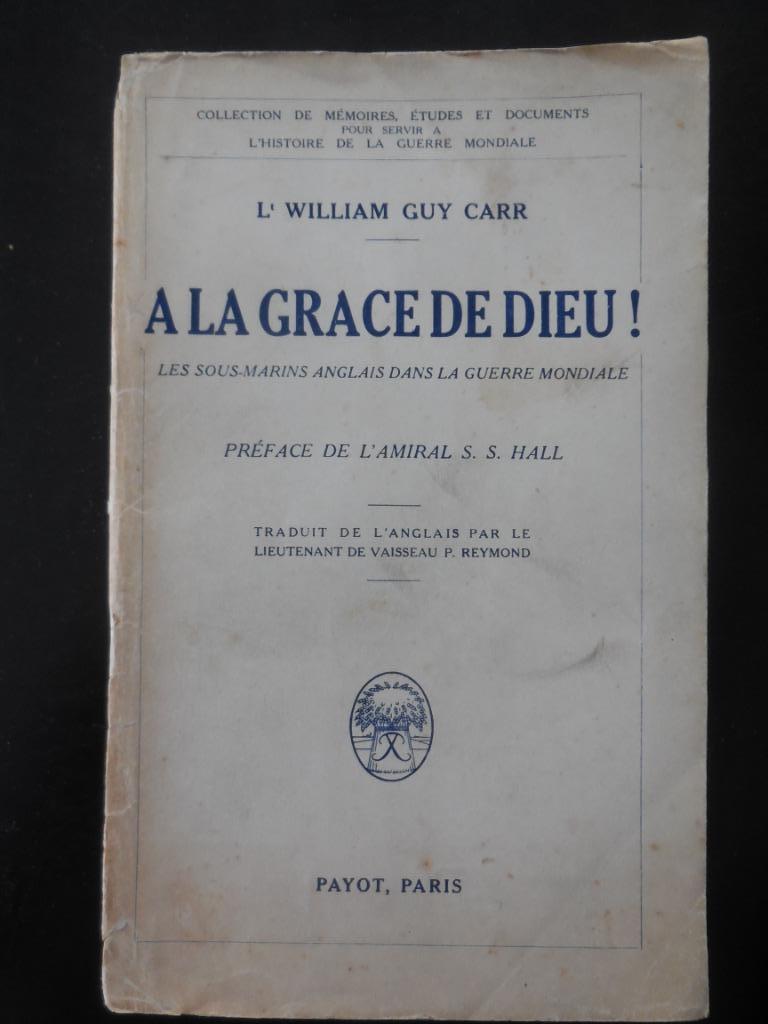 COLLECTION DE MÉMOIRES, ÉTUDES ET DOCUMENTS
POUR SERVIR A
L'HISTOIRE DE LA GUERRE MONDIALE
Lᵗ WILLIAM GUY CARR
A LA GRACE DE DIEU !
LES SOUS-MARINS ANGLAIS DANS LA GUERRE MONDIALE
PRÉFACE DE L'AMIRAL S. S. HALL
TRADUIT DE L'ANGLAIS PAR LE
LIEUTENANT DE VAISSEAU P. REYMOND
PAYOT, PARIS